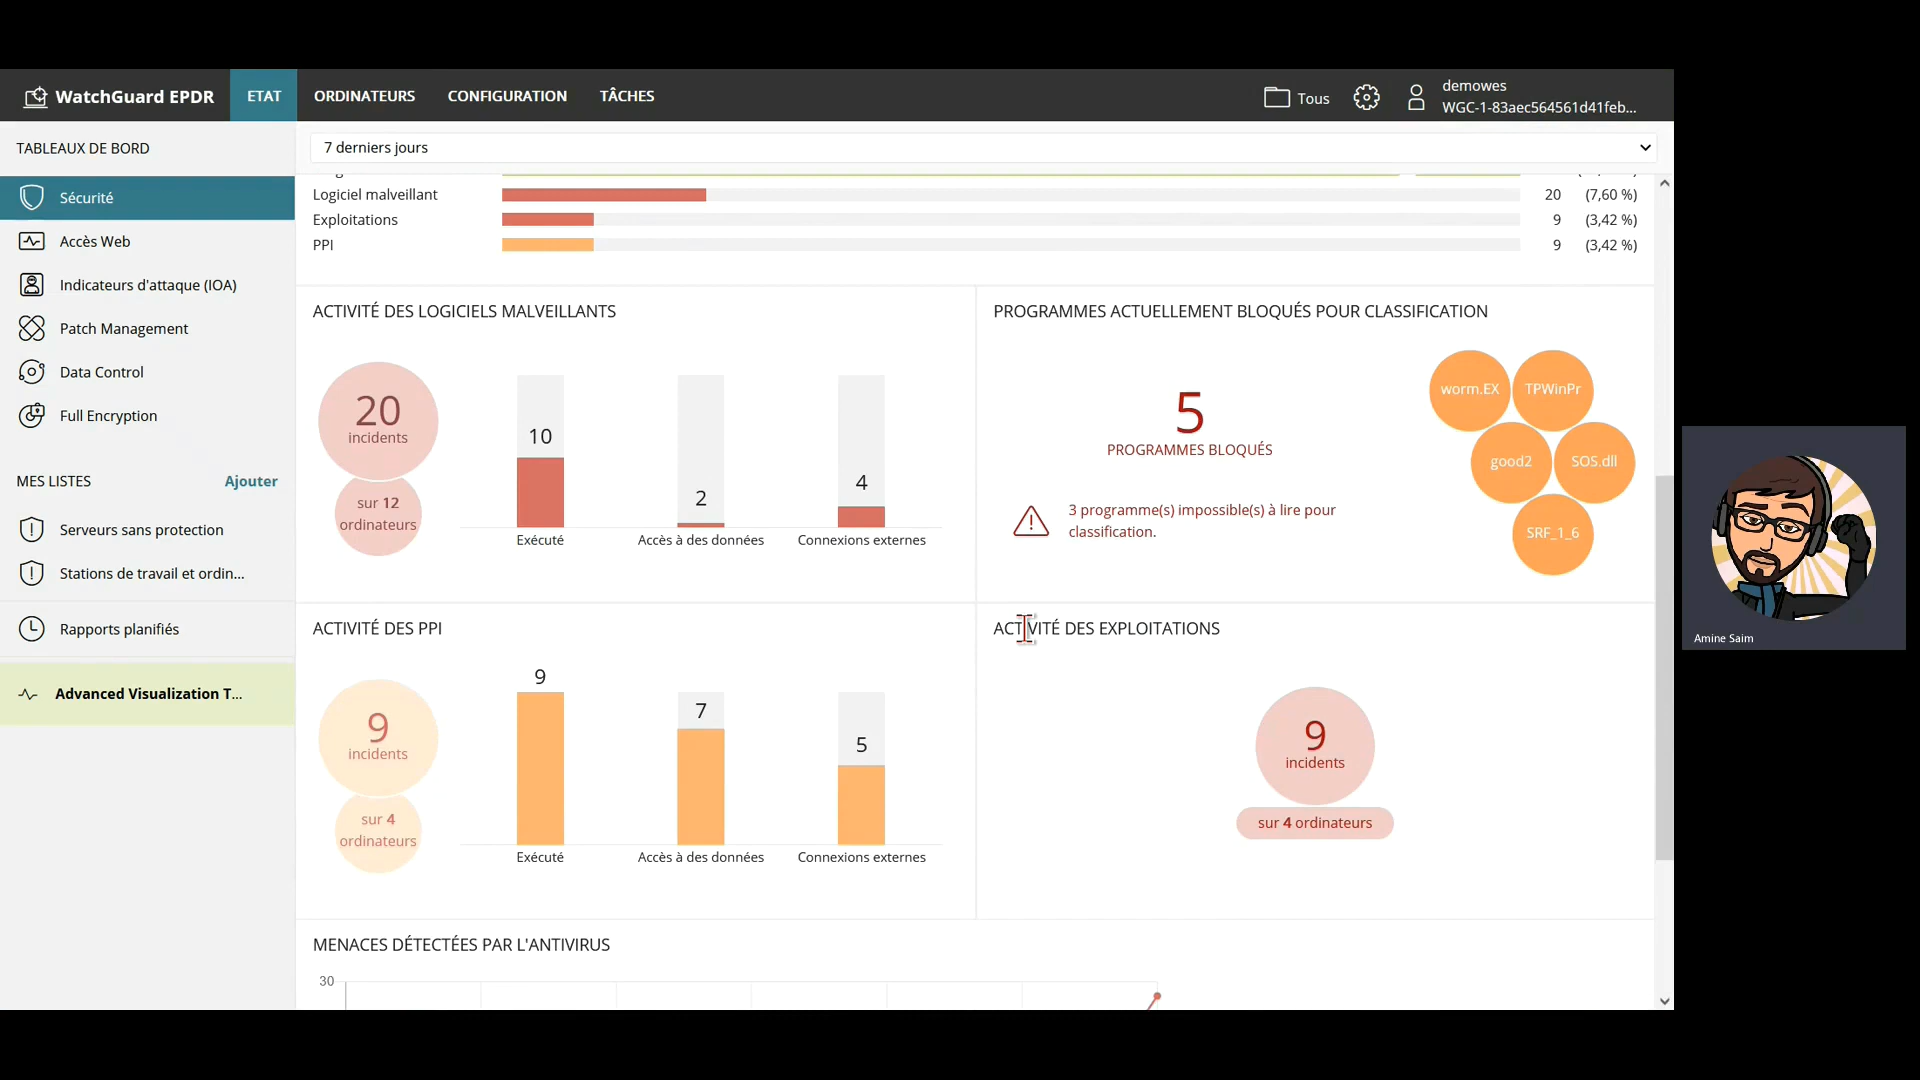 WatchGuard EPDR
ETAT
ORDINATEURS
CONFIGURATION
TÂCHES
Tous
demowes
WGC-1-83aec564561d41feb...
TABLEAUX DE BORD
Sécurité
Accès Web
Indicateurs d'attaque (IOA)
Patch Management
Data Control
Full Encryption
MES LISTES
Ajouter
Serveurs sans protection
Stations de travail et ordin...
Rapports planifiés
Advanced Visualization T...
7 derniers jours
Logiciel malveillant 20 (7,60 %)
Exploitations 9 (3,42 %)
PPI 9 (3,42 %)
ACTIVITÉ DES LOGICIELS MALVEILLANTS
20
incidents
sur 12
ordinateurs
10
2
4
Exécuté
Accès à des données
Connexions externes
PROGRAMMES ACTUELLEMENT BLOQUÉS POUR CLASSIFICATION
5
PROGRAMMES BLOQUÉS
3 programme(s) impossible(s) à lire pour
classification.
worm.EX
TPWinPr
good2
SOS.dll
SRF_1_6
ACTIVITÉ DES PPI
9
incidents
sur 4
ordinateurs
9
7
5
Exécuté
Accès à des données
Connexions externes
ACTIVITÉ DES EXPLOITATIONS
9
incidents
sur 4 ordinateurs
MENACES DÉTECTÉES PAR L'ANTIVIRUS
30
Amine Saim